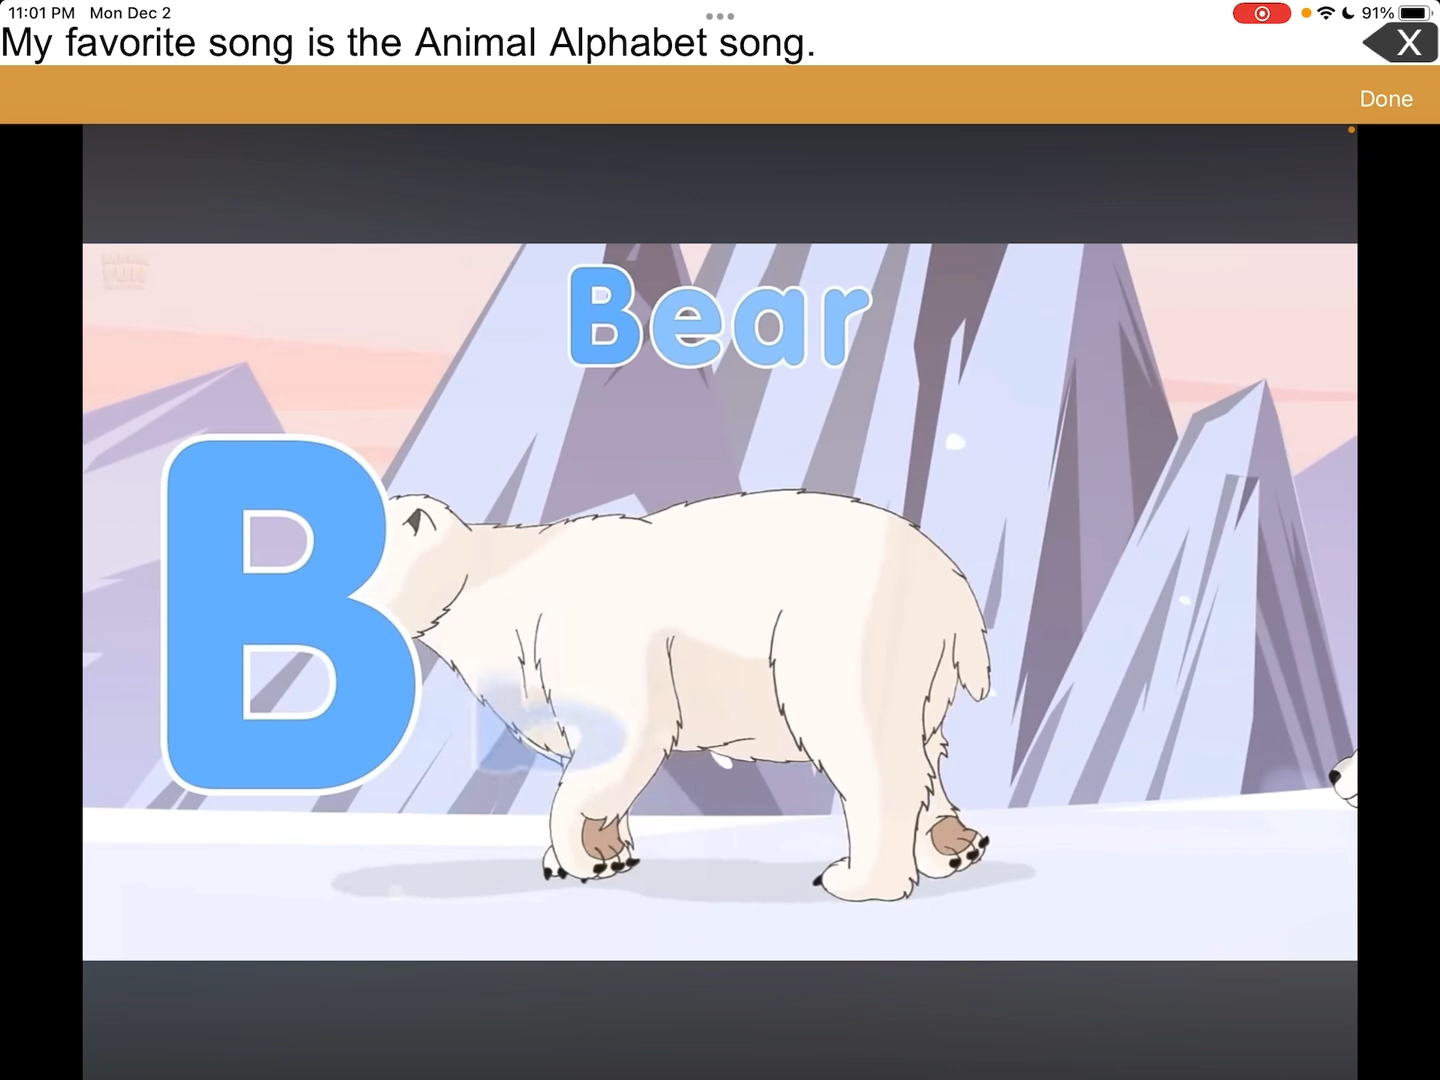 11:01 PM Mon Dec 2
91%
My favorite song is the Animal Alphabet song.
X
Done
Bear
B